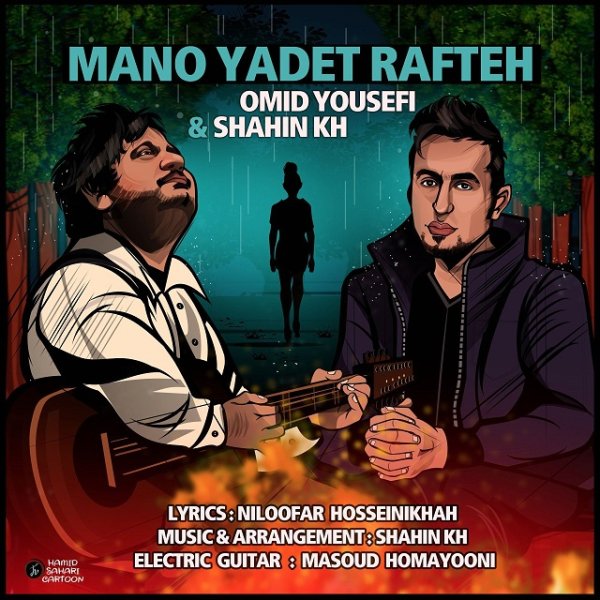 MANO YADET RAFTEH
OMID YOUSEFI
& SHAHIN KH
LYRICS : NILOOFAR HOSSEINIKHAH
MUSIC & ARRANGEMENT : SHAHIN KH
ELECTRIC GUITAR : MASOUD HOMAYOONI
HAMID
SAHARI
CARTOON